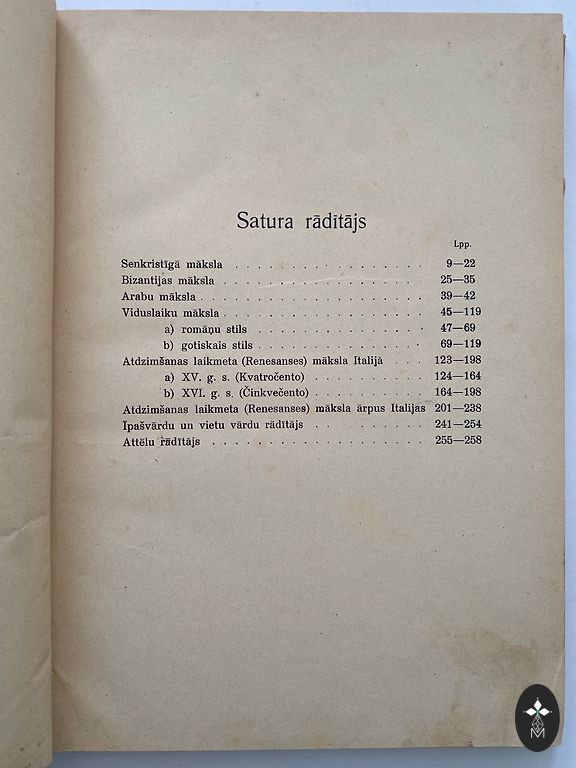 Satura rādītājs
Lpp.
Senkristīgā māksla . . . . . . . . . . . . . . 9—22
Bizantijas māksla . . . . . . . . . . . . . . . 25—35
Arabu māksla . . . . . . . . . . . . . . . . 39—42
Viduslaiku māksla . . . . . . . . . . . . . . 45—119
a) romāņu stils . . . . . . . . . . . . 47—69
b) gotiskais stils . . . . . . . . . . . . 69—119
Atdzimšanas laikmeta (Renesanses) māksla Italijā . . . 123—198
a) XV. g. s. (Kvatročento) . . . . . . . . 124—164
b) XVI. g. s. (Činkvečento) . . . . . . . . 164—198
Atdzimšanas laikmeta (Renesanses) māksla ārpus Italijas 201—238
Īpašvārdu un vietu vārdu rādītājs . . . . . . . . 241—254
Attēlu rādītājs . . . . . . . . . . . . . . . 255—258